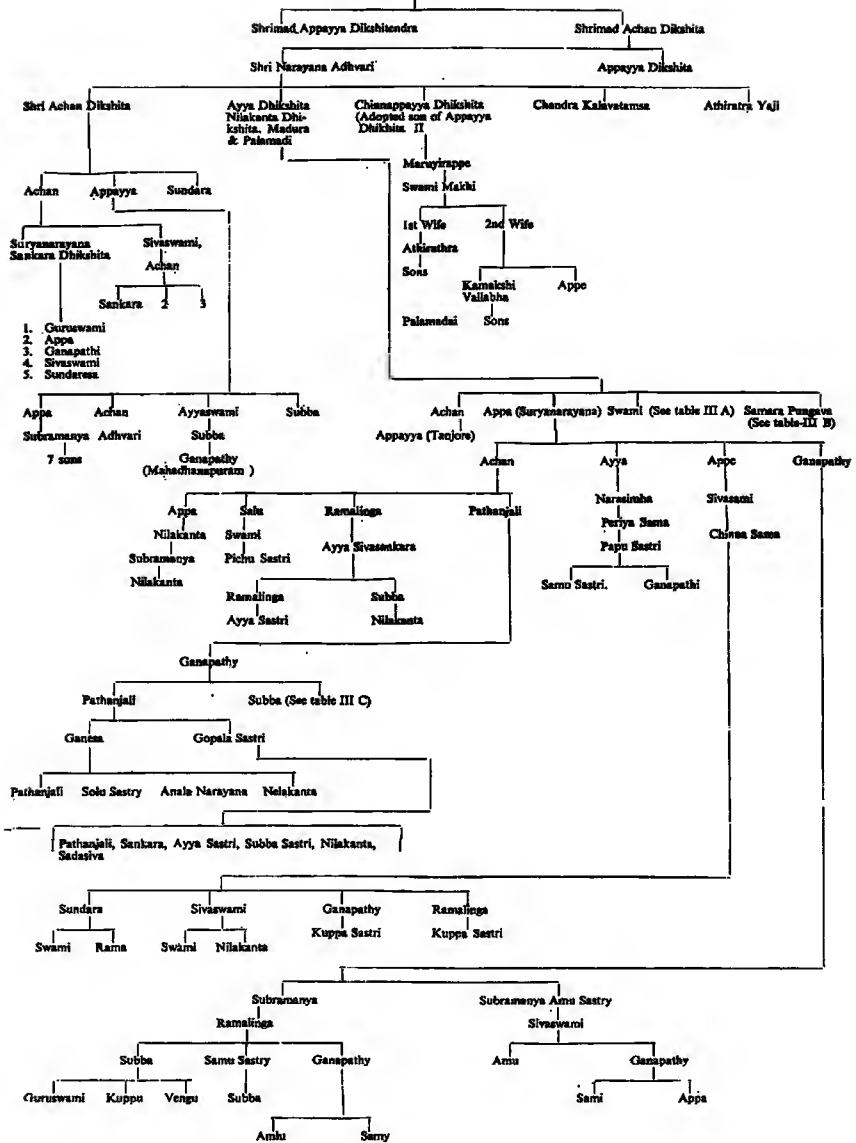 Shrimad Appayya Dikshitendra
Shrimad Achan Dikshita
Shri Narayana Adhvari
Appayya Dikshita
Shri Achan Dikshita
Ayya Dhikshita
Nilakanta Dhi-
kshita, Madura
& Palamadi
Chinnappayya Dhikshita
(Adopted son of Appayya
Dhikhita II
Chandra Kalavatamsa
Athiratra Yaji
Maruyirappe
Swami Makki
Achan
Appayya
Sundara
1st Wife
2nd Wife
Suryanarayana
Sankara Dhikshita
Sivaswami,
Achan
Athirathra
Sons
Sankara 2 3
Kamakshi
Vallabha
Appe
Palamadai
Sons
1. Guruswami
2. Appa
3. Ganapathi
4. Sivaswami
5. Sundaresa
Appa
Achan
Ayyaswami
Subba
Achan
Appa (Suryanarayana)
Swami (See table III A)
Samara Pungava
(See table-III B)
Subramanya
Adhvari
Subba
Appayya (Tanjore)
7 sons
Ganapathy
(Mahadhanapuram )
Achan
Ayya
Appe
Ganapathy
Appa
Salu
Ramalinga
Pathanjali
Narasimha
Sivasami
Nilakanta
Swami
Periya Sama
Subramanya
Pichu Sastri
Ayya Sivasankara
Papu Sastri
Chinna Sama
Nilakanta
Samu Sastri.
Ganapathi
Ramalinga
Subba
Ayya Sastri
Nilakanta
Ganapathy
Pathanjali
Subba (See table III C)
Ganesa
Gopala Sastri
Pathanjali
Solu Sastry
Anala Narayana
Nelakanta
Pathanjali, Sankara, Ayya Sastri, Subba Sastri, Nilakanta,
Sadasiva
Sundara
Sivaswami
Ganapathy
Ramalinga
Kuppa Sastri
Kuppa Sastri
Swami
Rama
Swami
Nilakanta
Subramanya
Subramanya Amu Sastry
Ramalinga
Sivaswami
Subba
Samu Sastry
Ganapathy
Amu
Ganapathy
Guruswami
Kuppu
Vengu
Subba
Sami
Appa
Amlu
Samy